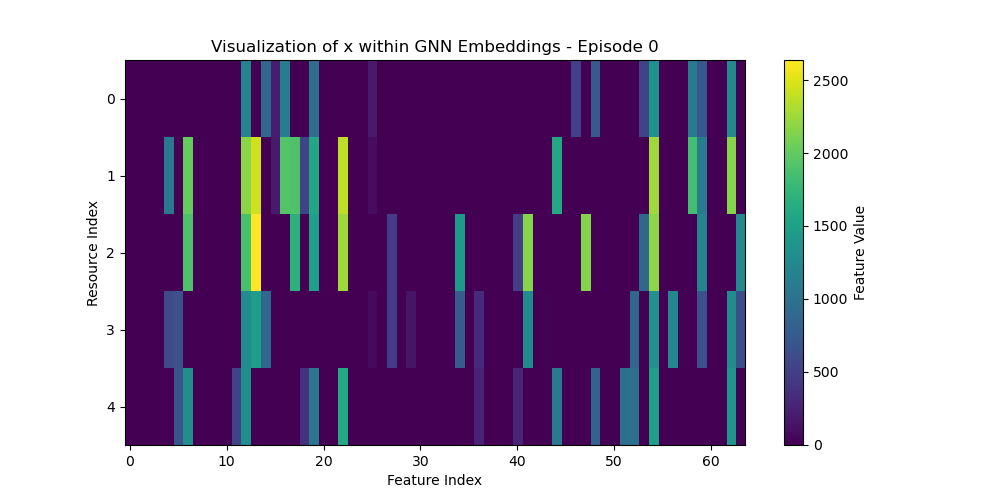 Visualization of x within GNN Embeddings - Episode 0
Resource Index
0
1
2
3
4
0 10 20 30 40 50 60
Feature Index
2500
2000
1500
1000
500
0
Feature Value